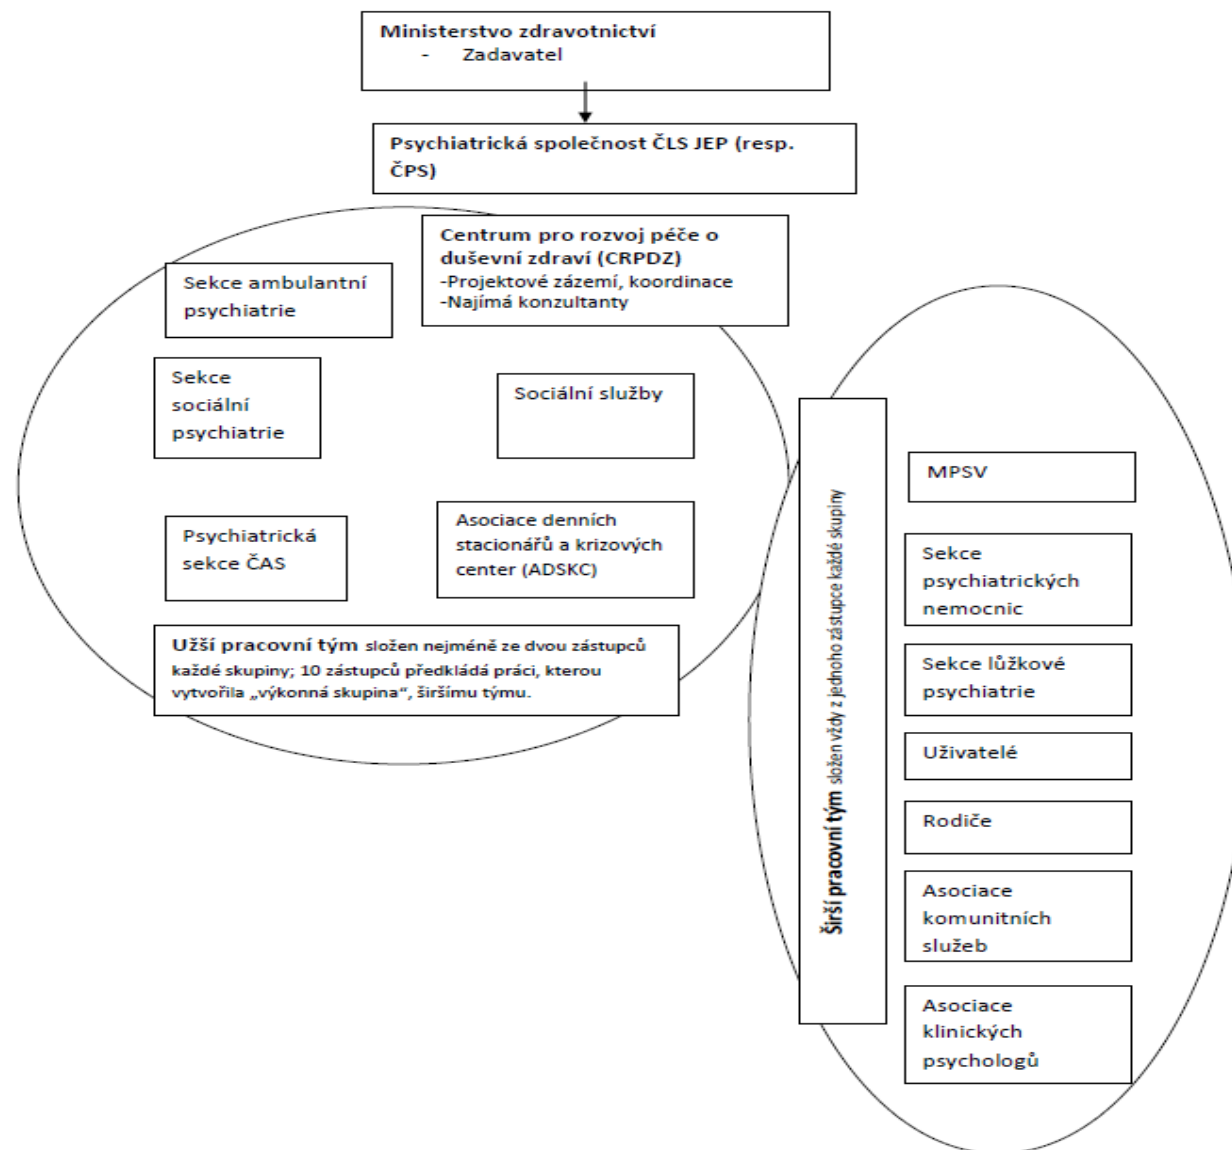 Ministerstvo zdravotnictví
- Zadavatel
Psychiatrická společnost ČLS JEP (resp.
ČPS)
Centrum pro rozvoj péče o
duševní zdraví (CRPDZ)
-Projektové zázemí, koordinace
-Najímá konzultanty
Sekce ambulantní
psychiatrie
Sekce
sociální
psychiatrie
Sociální služby
Psychiatrická
sekce ČAS
Asociace denních
stacionářů a krizových
center (ADSKC)
Užší pracovní tým složen nejméně ze dvou zástupců
každé skupiny; 10 zástupců předkládá práci, kterou
vytvořila „výkonná skupina“, širšímu týmu.
Širší pracovní tým složen vždy z jednoho zástupce každé skupiny
MPSV
Sekce
psychiatrických
nemocnic
Sekce lůžkové
psychiatrie
Uživatelé
Rodiče
Asociace
komunitních
služeb
Asociace
klinických
psychologů